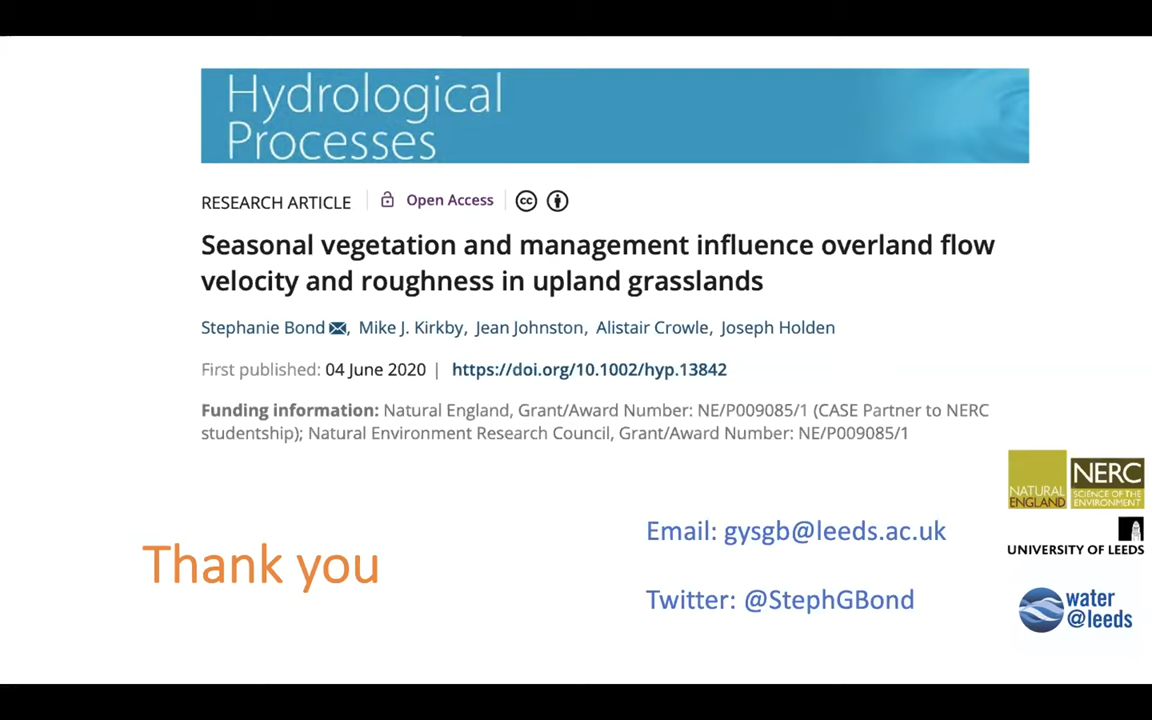 Hydrological
Processes
RESEARCH ARTICLE Open Access cc
Seasonal vegetation and management influence overland flow
velocity and roughness in upland grasslands
Stephanie Bond, Mike J. Kirkby, Jean Johnston, Alistair Crowle, Joseph Holden
First published: 04 June 2020 | https://doi.org/10.1002/hyp.13842
Funding information: Natural England, Grant/Award Number: NE/P009085/1 (CASE Partner to NERC
studentship); Natural Environment Research Council, Grant/Award Number: NE/P009085/1
NATURAL
ENGLAND
NERC
SCIENCE OF THE
ENVIRONMENT
UNIVERSITY OF LEEDS
Email: gysgb@leeds.ac.uk
Thank you
Twitter: @StephGBond
water
@leeds